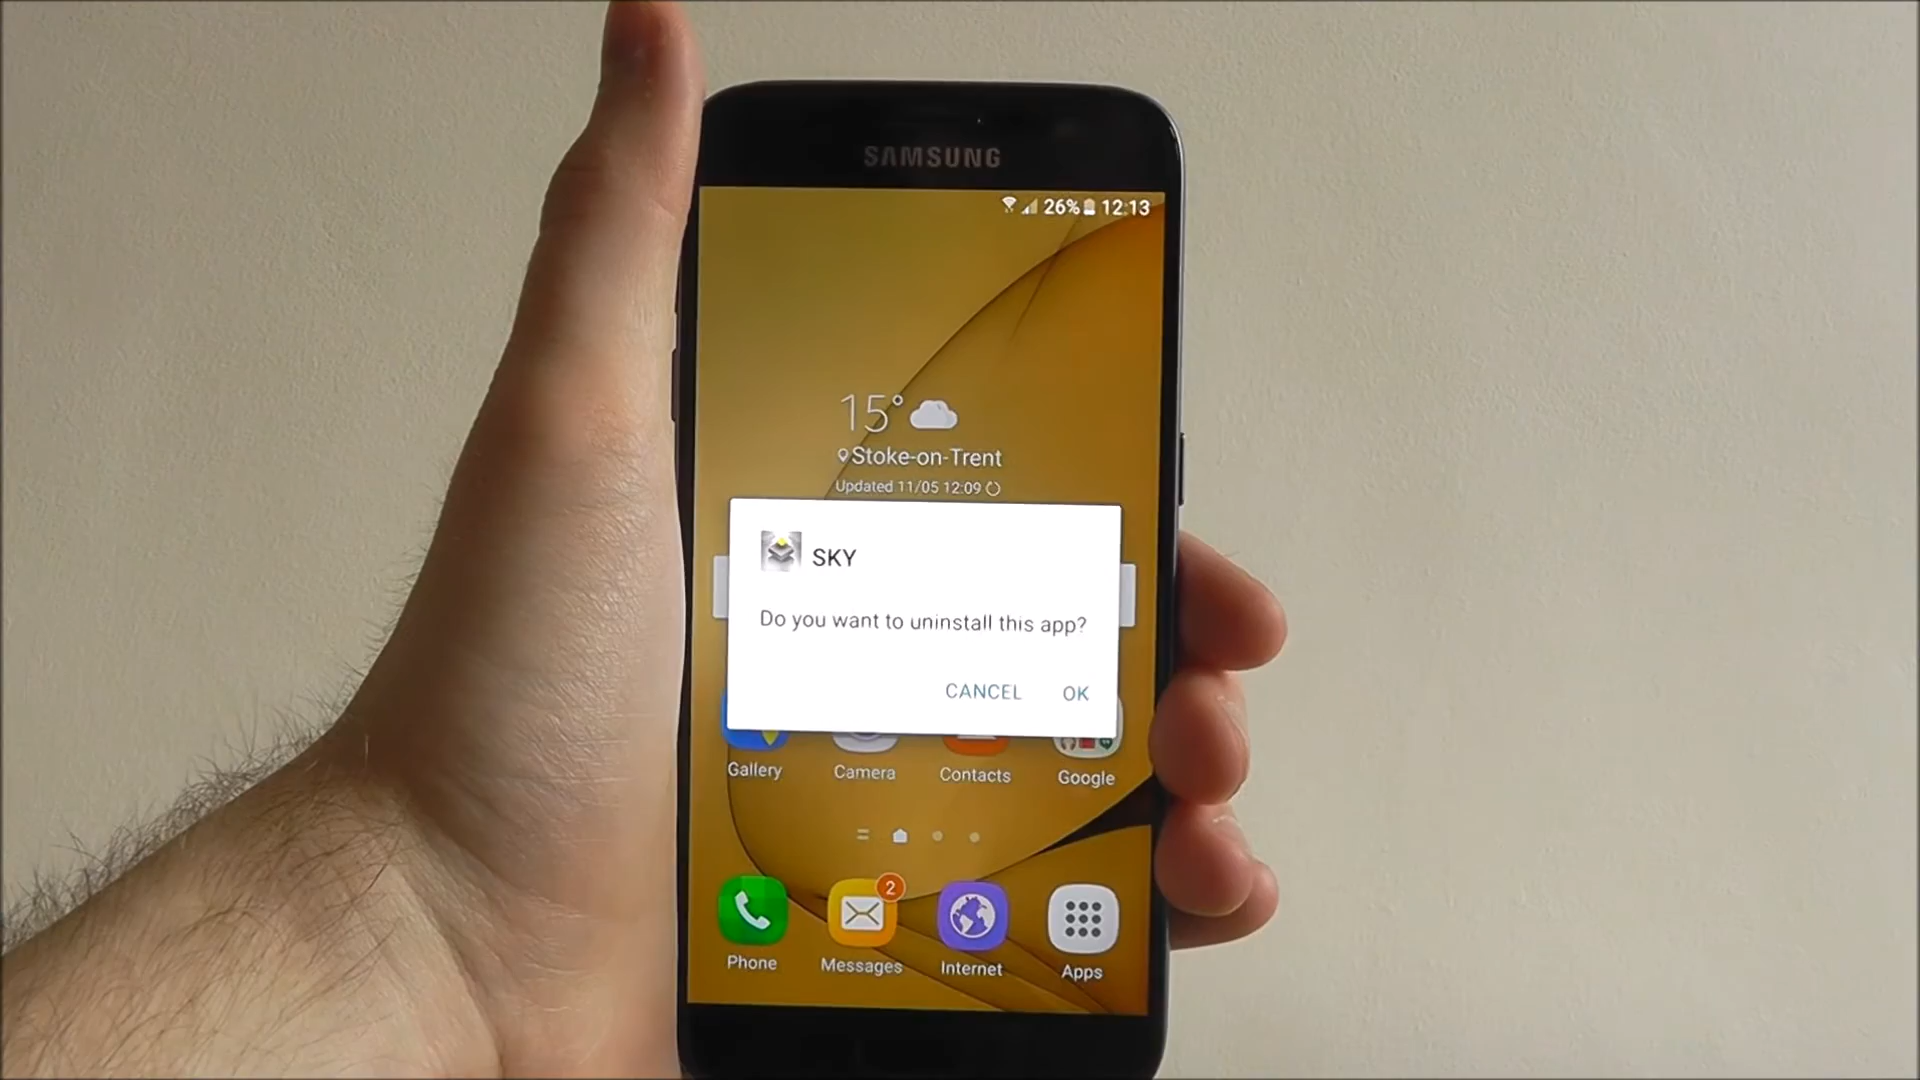 SAMSUNG
26% 12:13
15°
Stoke-on-Trent
Updated 11/05 12:09
SKY
Do you want to uninstall this app?
CANCEL OK
Gallery Camera Contacts Google
2
Phone Messages Internet Apps